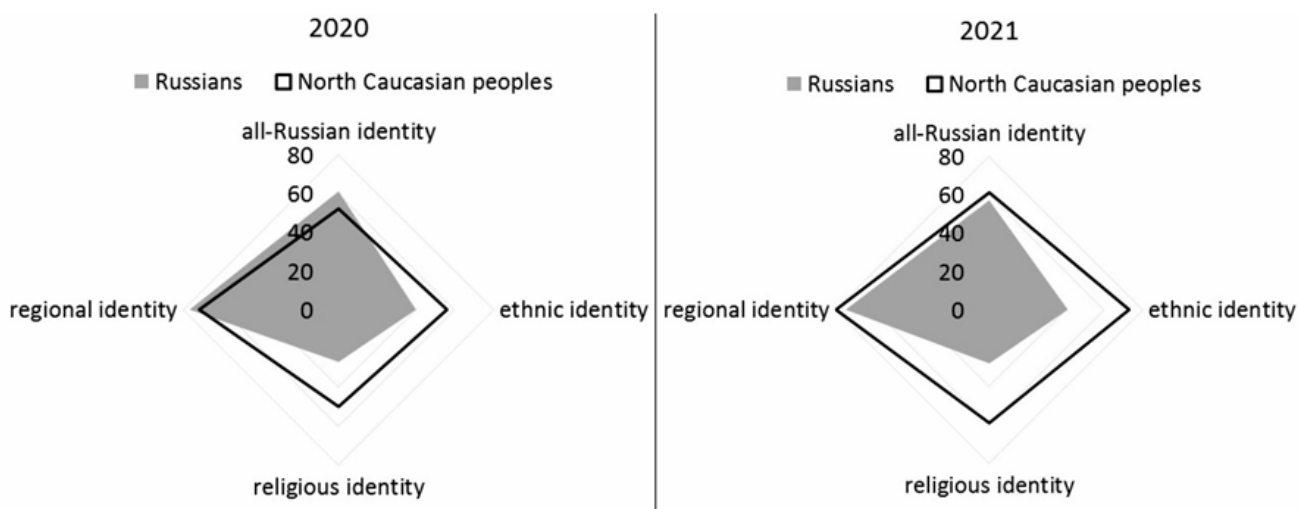 2020
Russians North Caucasian peoples
all-Russian identity
80
60
40
20
0
regional identity
ethnic identity
religious identity
2021
Russians North Caucasian peoples
all-Russian identity
80
60
40
20
0
regional identity
ethnic identity
religious identity